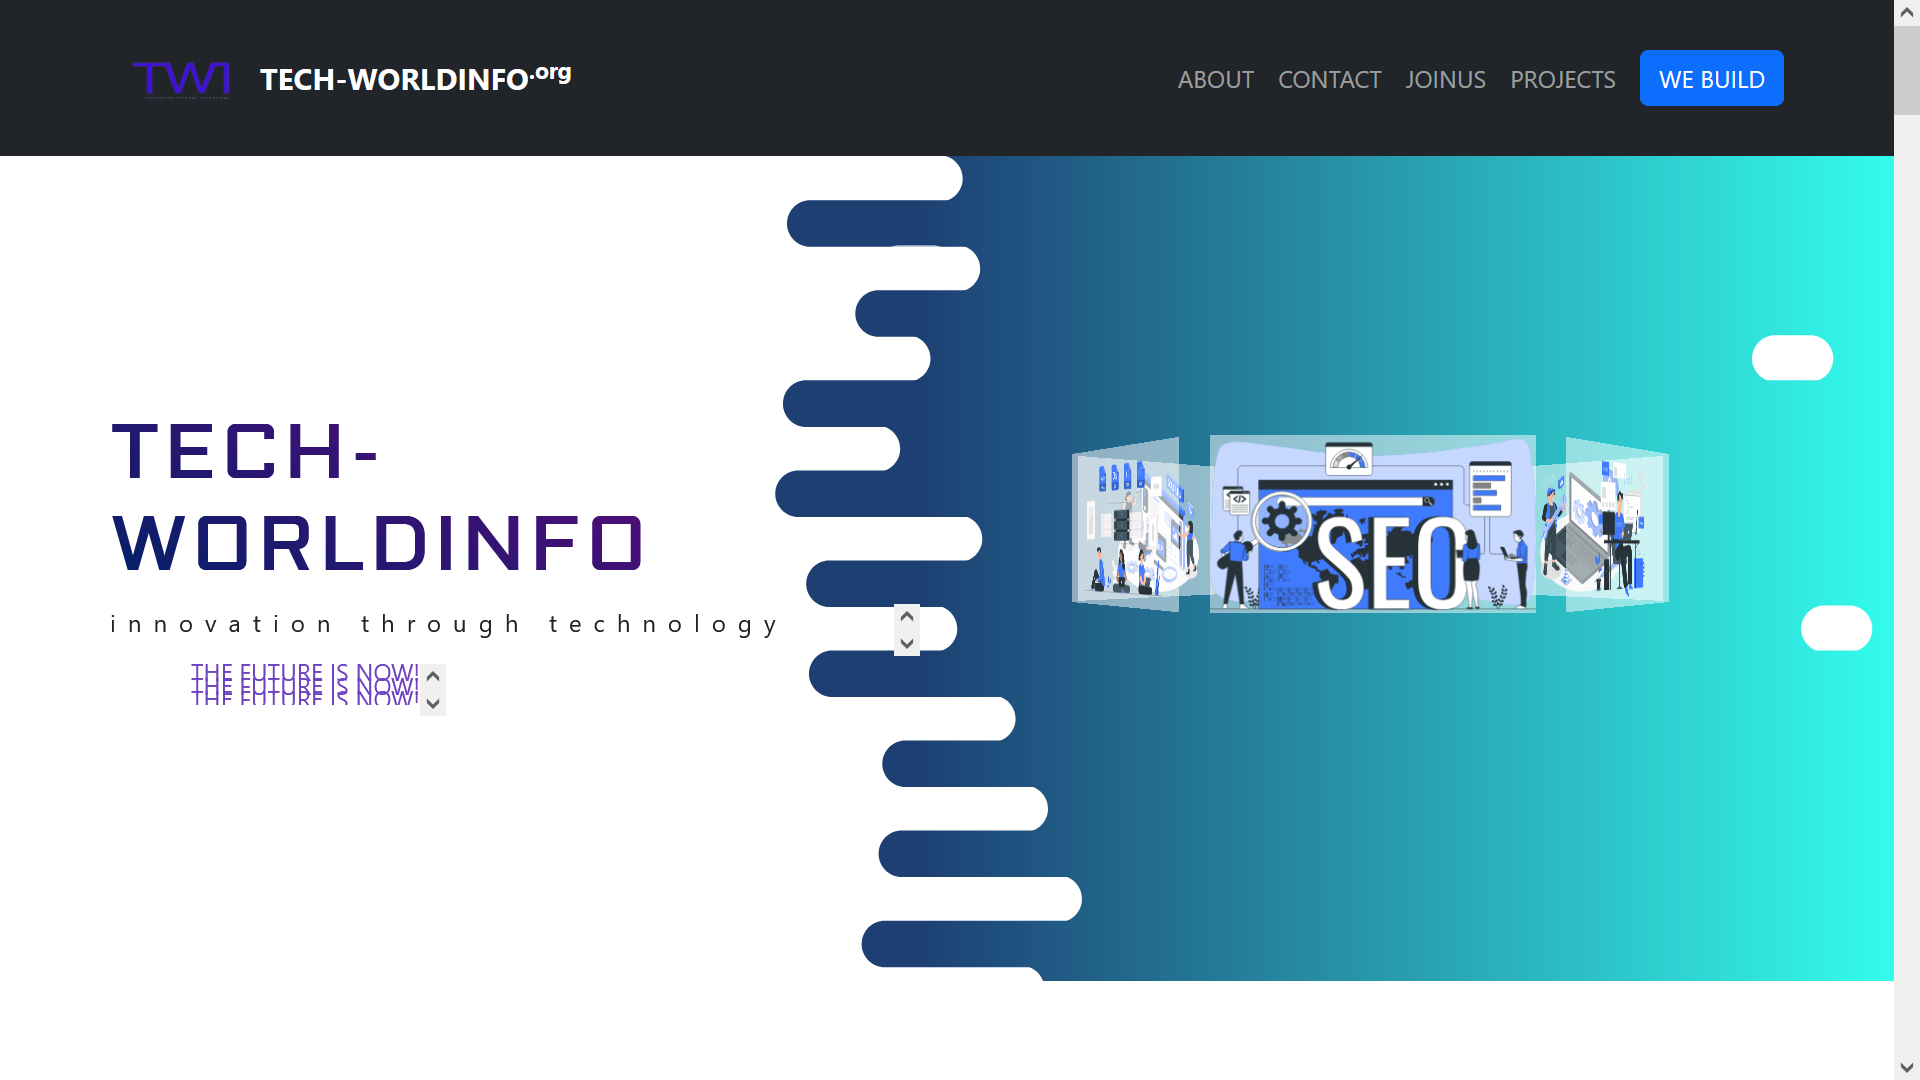 TWI
TECH-WORLDINFO.org
ABOUT
CONTACT
JOINUS
PROJECTS
WE BUILD
TECH-
WORLDINFO
innovation through technology
THE FUTURE IS NOW!
THE FUTURE IS NOW!
THE FUTURE IS NOW!
SEO